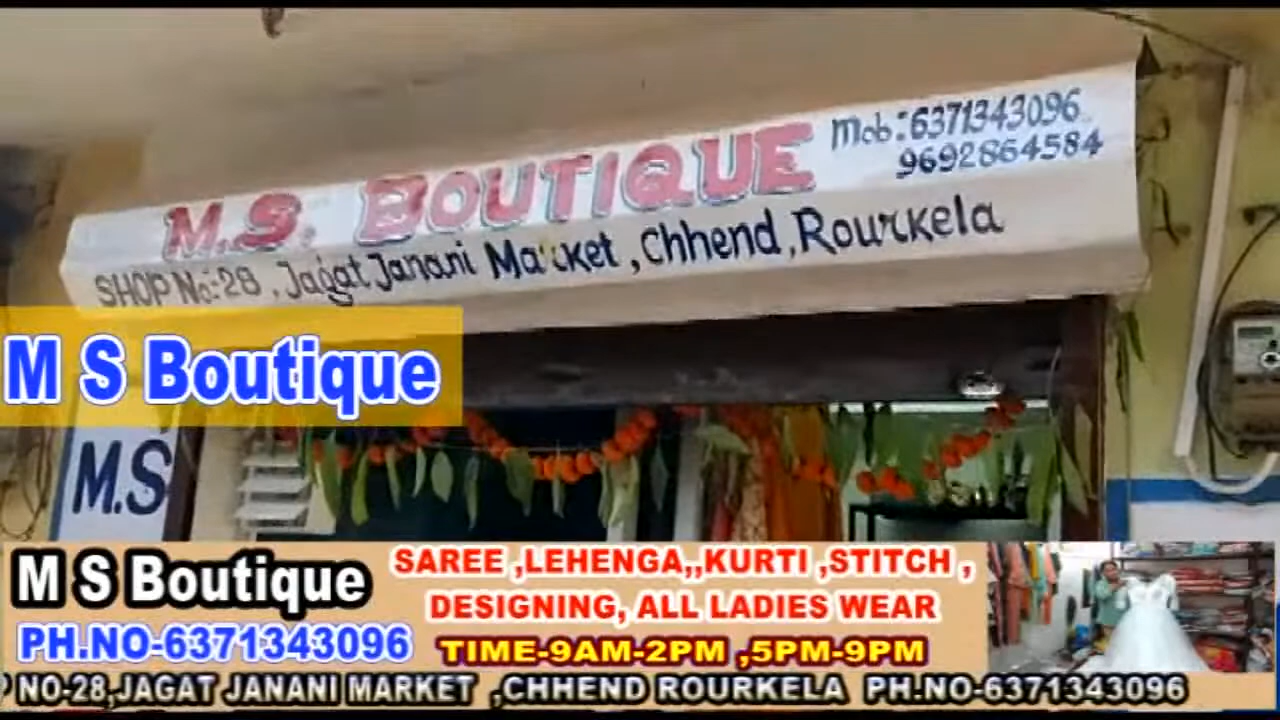 M.S. BOUTIQUE
Mob:6371343096
9692864584
SHOP No:-28, Jagat Janani Market, Chhend, Rourkela
M S Boutique
M.S
M S Boutique
SAREE ,LEHENGA,,KURTI ,STITCH ,
DESIGNING, ALL LADIES WEAR
PH.NO-6371343096
TIME-9AM-2PM ,5PM-9PM
NO-28,JAGAT JANANI MARKET ,CHHEND ROURKELA PH.NO-6371343096